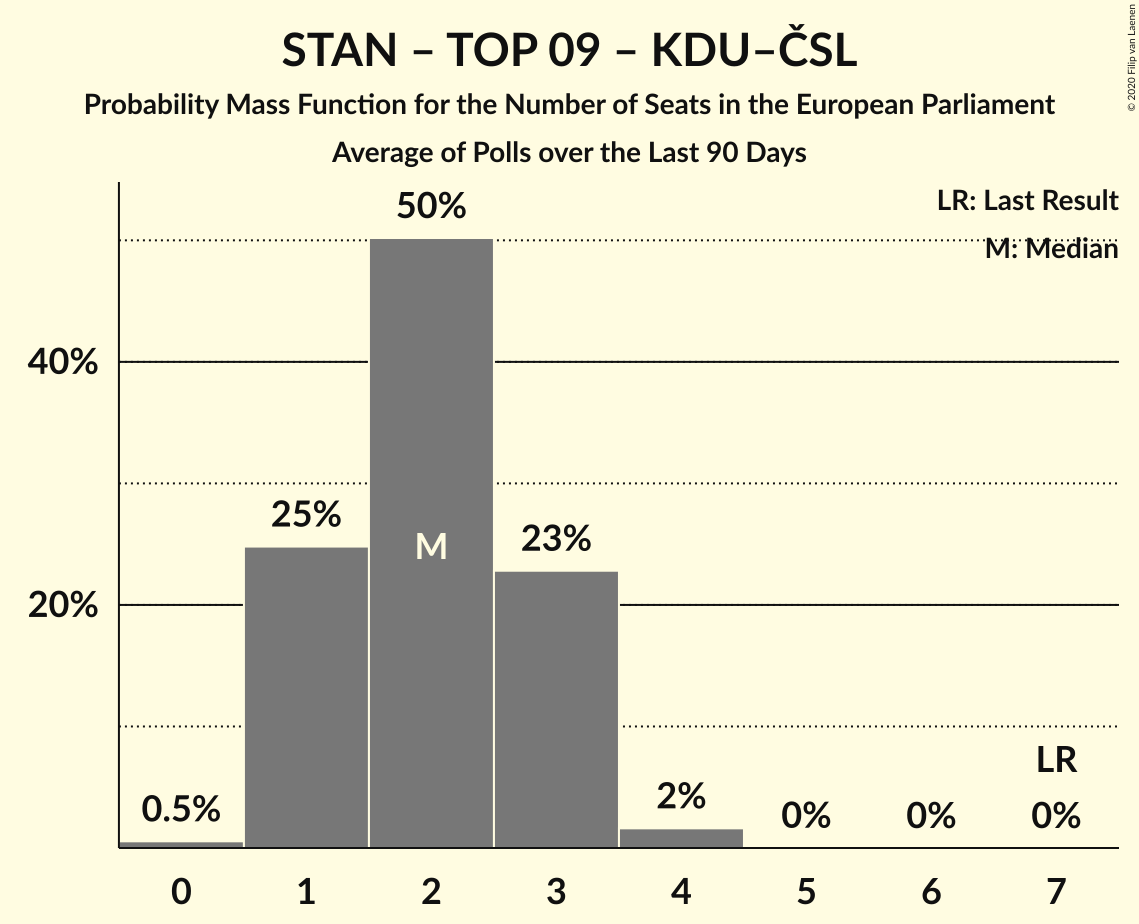 STAN – TOP 09 – KDU–ČSL
Probability Mass Function for the Number of Seats in the European Parliament
Average of Polls over the Last 90 Days
© 2020 Filip van Laenen
LR: Last Result
M: Median
50%
40%
25%
M
23%
20%
LR
0.5%
2%
0%
0%
0%
0 1 2 3 4 5 6 7